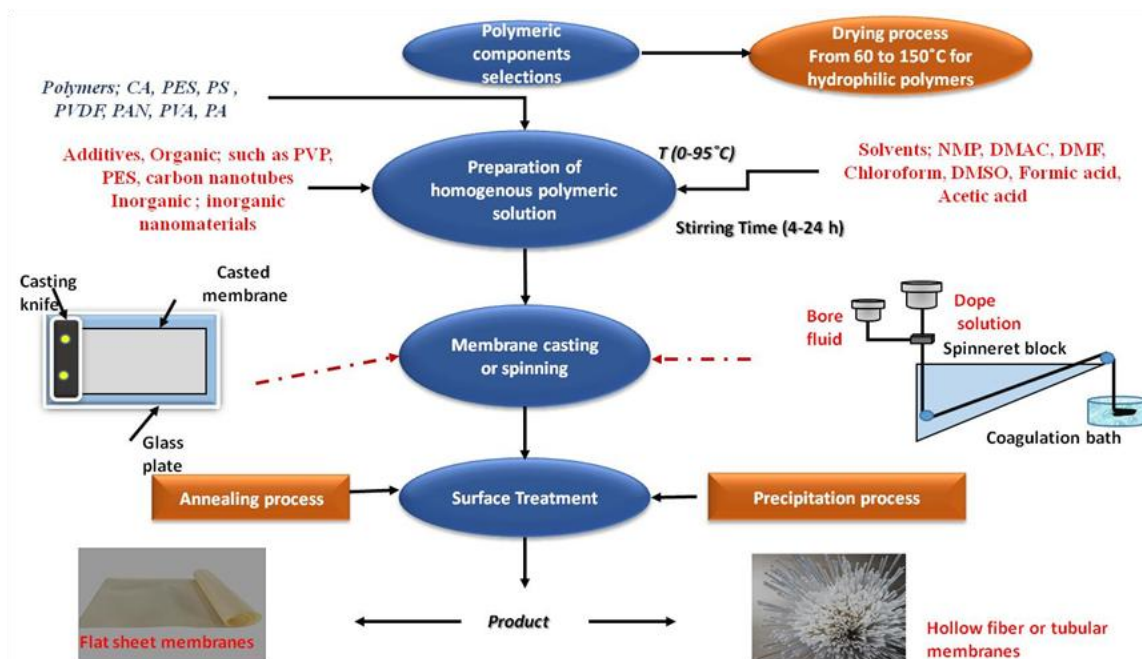 Polymeric
components
selections
Drying process
From 60 to 150˚C for
hydrophilic polymers
Polymers; CA, PES, PS ,
PVDF, PAN, PVA, PA
Additives, Organic; such as PVP,
PES, carbon nanotubes
Inorganic ; inorganic
nanomaterials
Preparation of
homogenous polymeric
solution
T (0-95˚C)
Stirring Time (4-24 h)
Solvents; NMP, DMAC, DMF,
Chloroform, DMSO, Formic acid,
Acetic acid
Casting
knife
Casted
membrane
Glass
plate
Membrane casting
or spinning
Bore
fluid
Dope
solution
Spinneret block
Coagulation bath
Annealing process
Surface Treatment
Precipitation process
Flat sheet membranes
Product
Hollow fiber or tubular
membranes